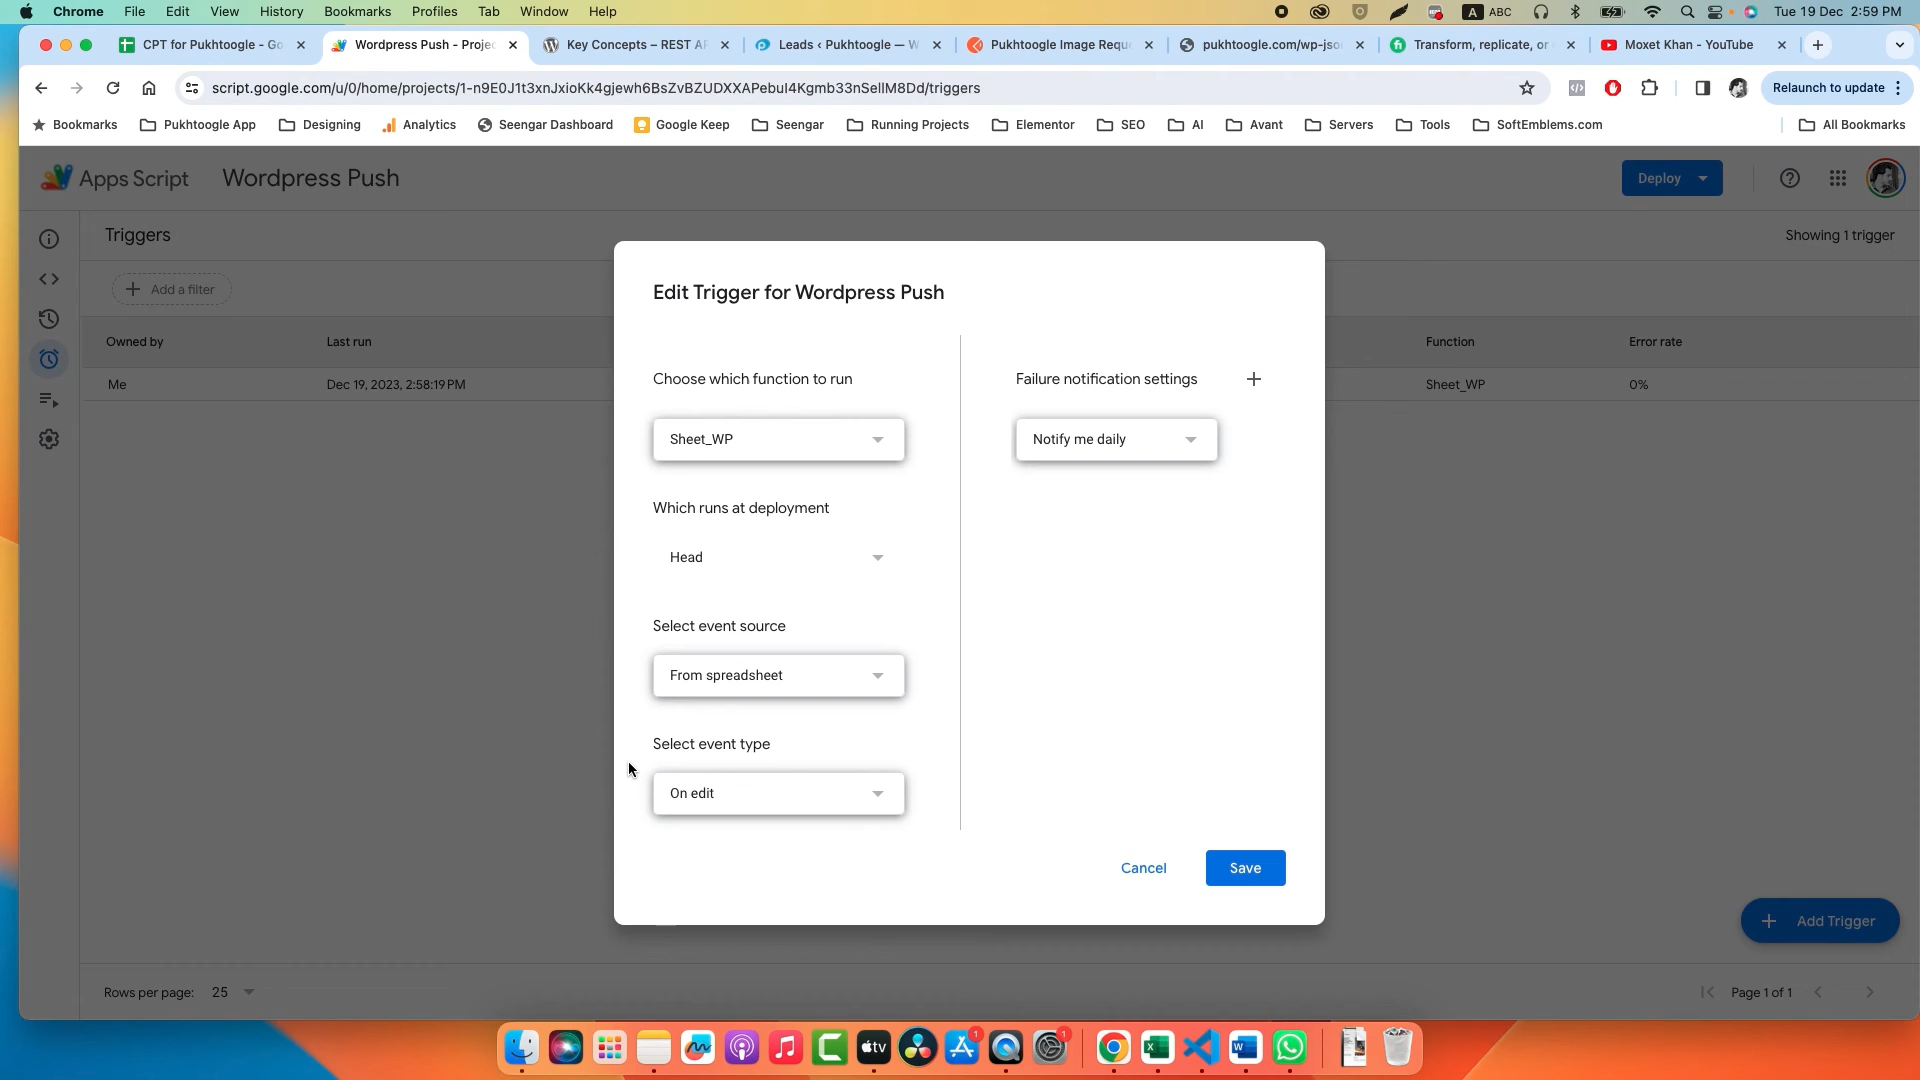 Chrome File Edit View History Bookmarks Profiles Tab Window Help A ABC Tue 19 Dec 2:59 PM
CPT for Pukhtoogle - Go Wordpress Push - Projec Key Concepts – REST AP Leads ‹ Pukhtoogle — W Pukhtoogle Image Requ pukhtoogle.com/wp-jso Transform, replicate, or Moxet Khan - YouTube
script.google.com/u/0/home/projects/1-n9E0J1t3xnJxioKk4gjewh6BsZvBZUDXXAPebuI4Kgmb33nSellM8Dd/triggers Relaunch to update
Bookmarks Pukhtoogle App Designing Analytics Seengar Dashboard Google Keep Seengar Running Projects Elementor SEO AI Avant Servers Tools SoftEmblems.com All Bookmarks
Apps Script Wordpress Push Deploy
Triggers Showing 1 trigger
Add a filter
Owned by Last run Function Error rate
Me Dec 19, 2023, 2:58:19 PM Sheet_WP 0%
Edit Trigger for Wordpress Push
Choose which function to run
Sheet_WP
Which runs at deployment
Head
Select event source
From spreadsheet
Select event type
On edit
Failure notification settings
Notify me daily
Cancel Save
Add Trigger
Rows per page: 25 Page 1 of 1
tv
1
1